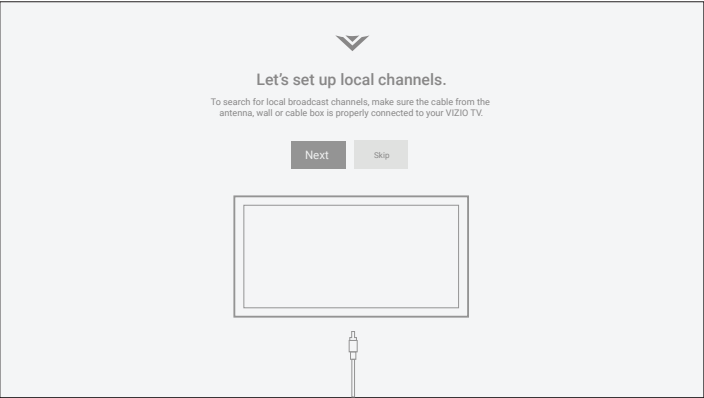 Let's set up local channels.
To search for local broadcast channels, make sure the cable from the
antenna, wall or cable box is properly connected to your VIZIO TV.
Next
Skip